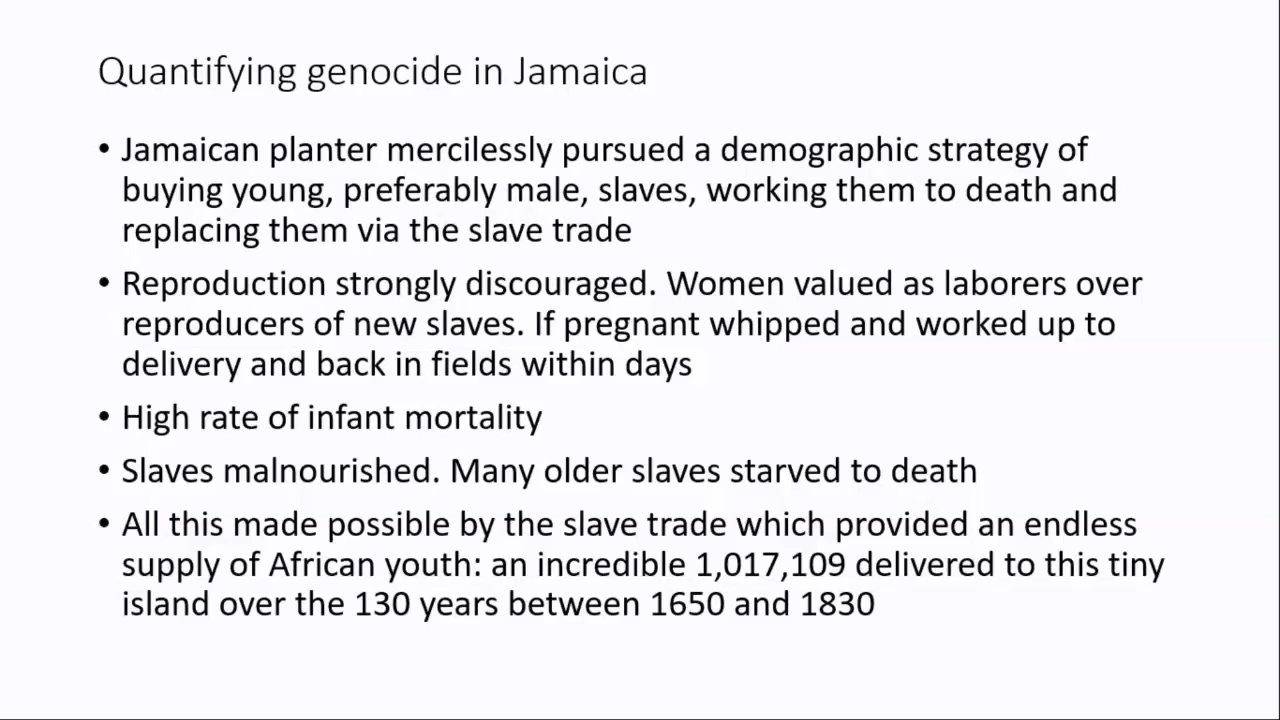 Quantifying genocide in Jamaica
• Jamaican planter mercilessly pursued a demographic strategy of
buying young, preferably male, slaves, working them to death and
replacing them via the slave trade
• Reproduction strongly discouraged. Women valued as laborers over
reproducers of new slaves. If pregnant whipped and worked up to
delivery and back in fields within days
• High rate of infant mortality
• Slaves malnourished. Many older slaves starved to death
• All this made possible by the slave trade which provided an endless
supply of African youth: an incredible 1,017,109 delivered to this tiny
island over the 130 years between 1650 and 1830